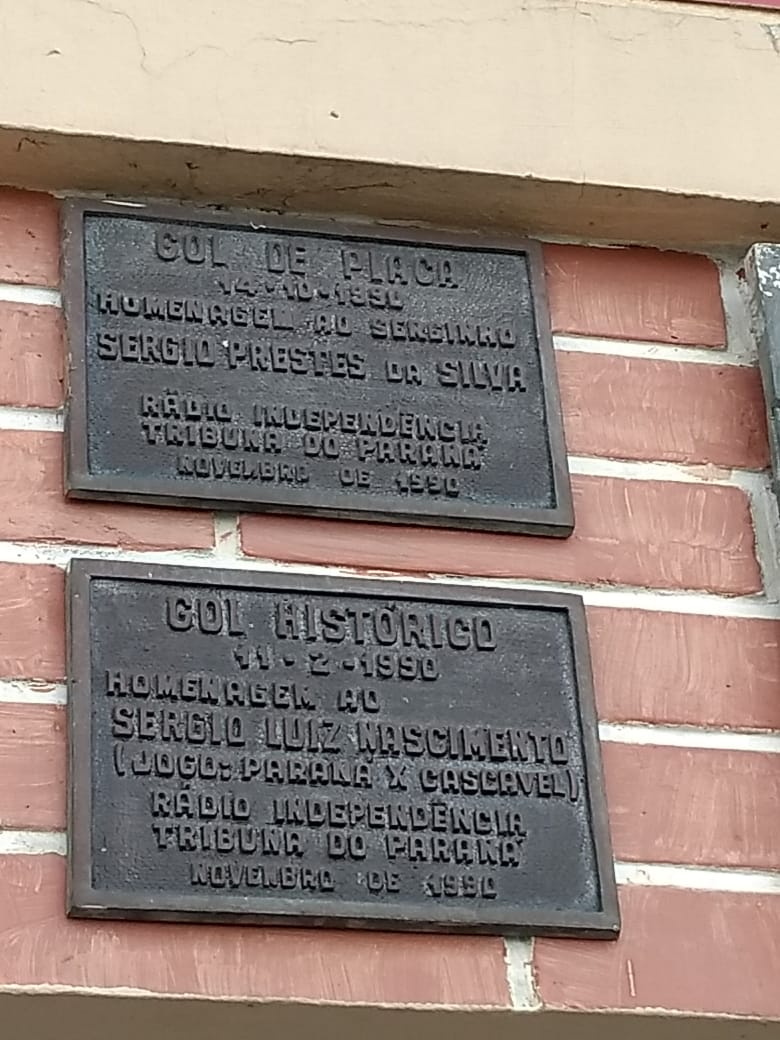 GOL DE PLACA
14-10-1990
HOMENAGEM AO SERGINHO
SERGIO PRESTES DA SILVA
RÁDIO INDEPENDÊNCIA
TRIBUNA DO PARANÁ
NOVEMBRO DE 1990
GOL HISTÓRICO
11-2-1990
HOMENAGEM AO
SERGIO LUIZ NASCIMENTO
(JOGO: PARANÁ X CASCAVEL)
RÁDIO INDEPENDÊNCIA
TRIBUNA DO PARANÁ
NOVEMBRO DE 1990